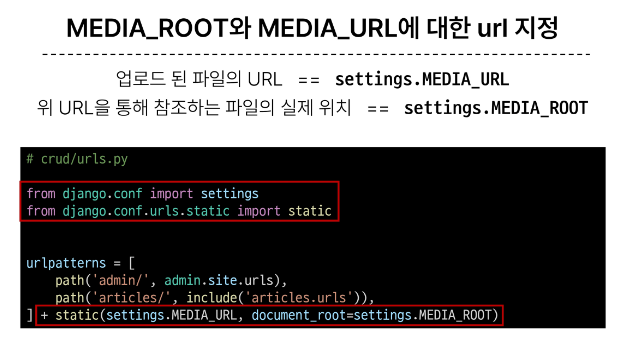 MEDIA_ROOT와 MEDIA_URL에 대한 url 지정
업로드 된 파일의 URL == settings.MEDIA_URL
위 URL을 통해 참조하는 파일의 실제 위치 == settings.MEDIA_ROOT
# crud/urls.py
from django.conf import settings
from django.conf.urls.static import static
urlpatterns = [
    path('admin/', admin.site.urls),
    path('articles/', include('articles.urls')),
] + static(settings.MEDIA_URL, document_root=settings.MEDIA_ROOT)